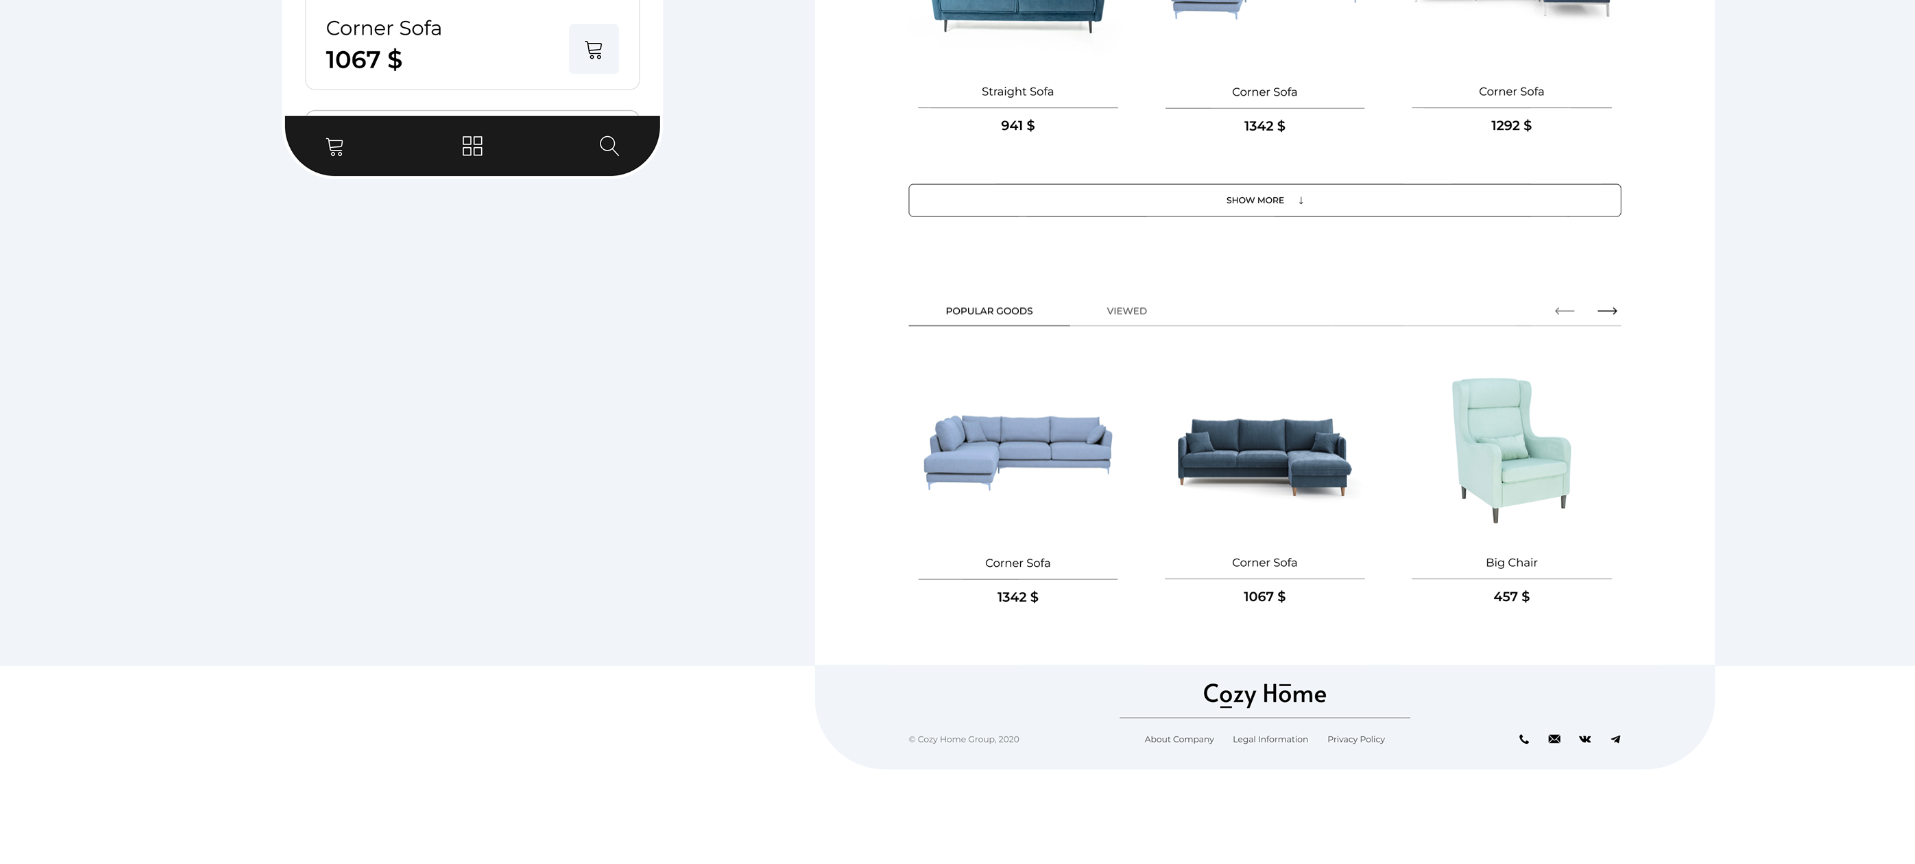 Corner Sofa
1067 $
Straight Sofa
941 $
Corner Sofa
1342 $
Corner Sofa
1292 $
SHOW MORE ↓
POPULAR GOODS
VIEWED
Corner Sofa
1342 $
Corner Sofa
1067 $
Big Chair
457 $
Cozy Home
© Cozy Home Group, 2020
About Company
Legal Information
Privacy Policy